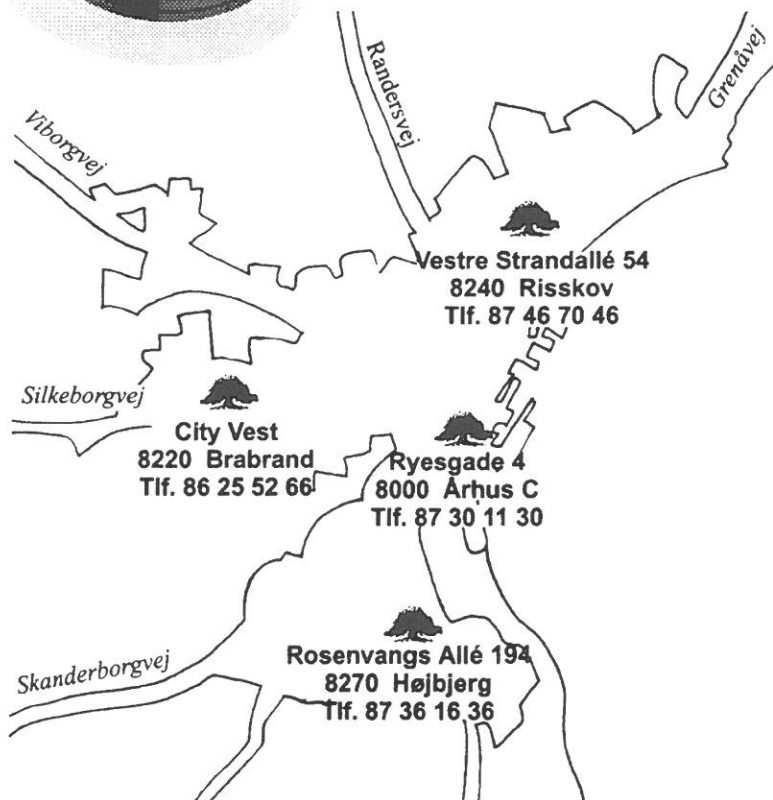 Randersvej
Grenåvej
Viborgvej
Vestre Strandallé 54
8240 Risskov
Tlf. 87 46 70 46
Silkeborgvej
City Vest
8220 Brabrand
Tlf. 86 25 52 66
Ryesgade 4
8000 Århus C
Tlf. 87 30 11 30
Rosenvangs Allé 194
8270 Højbjerg
Tlf. 87 36 16 36
Skanderborgvej